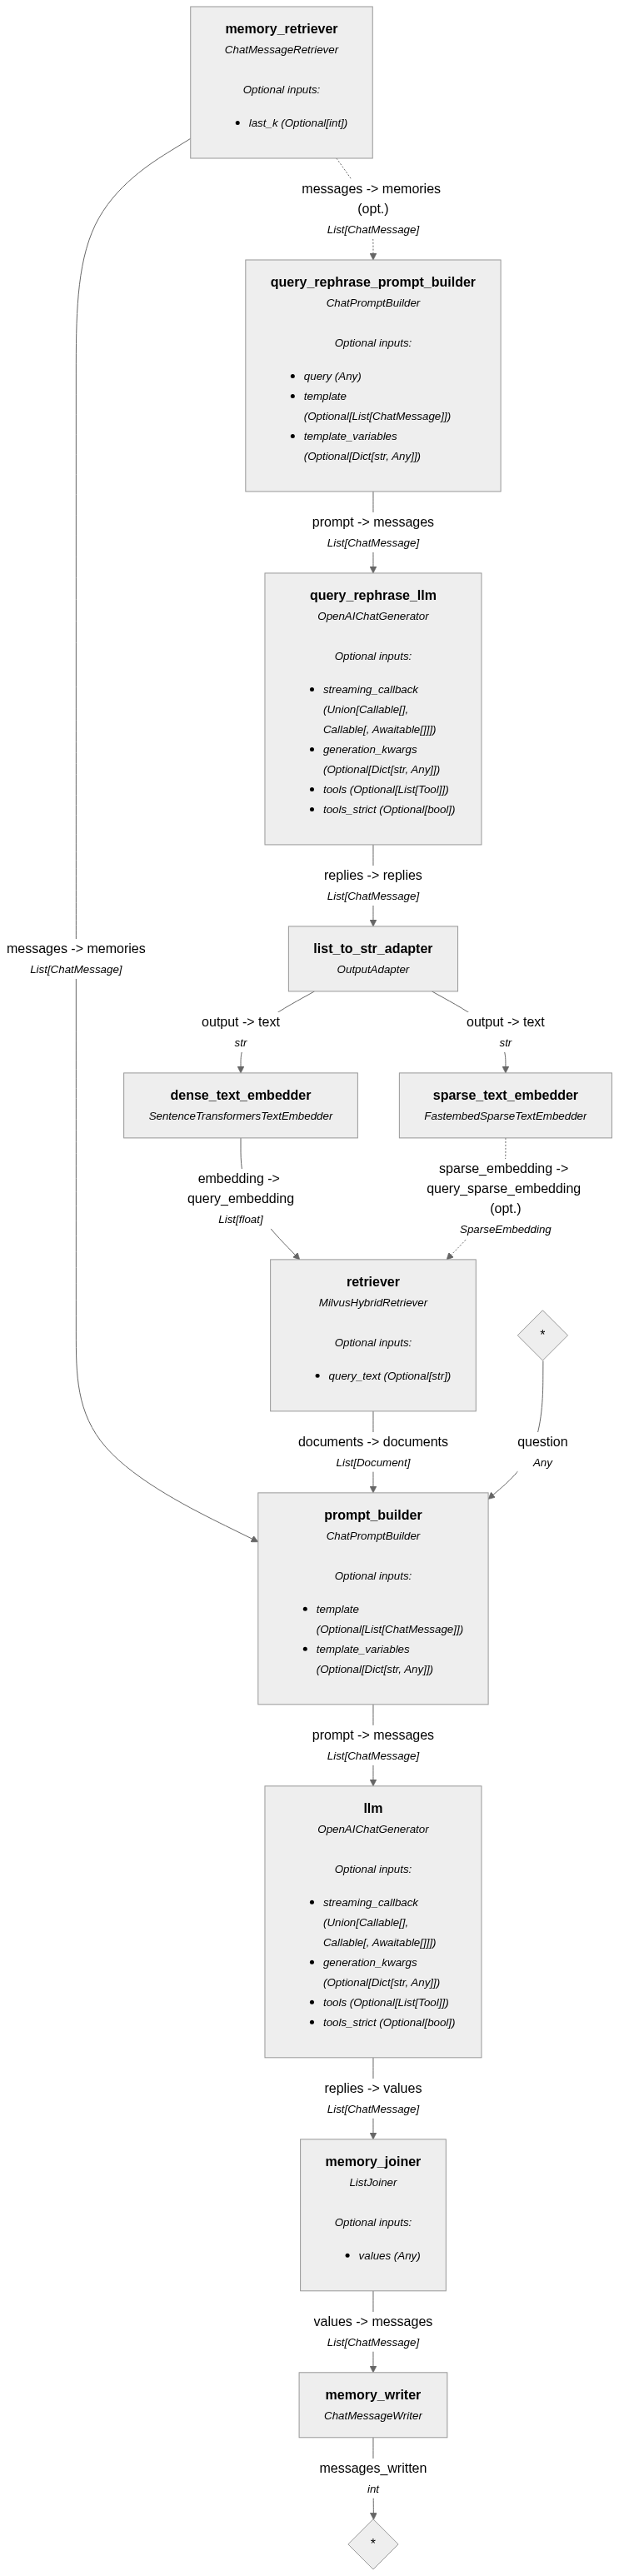 memory_retriever
ChatMessageRetriever
Optional inputs:
last_k (Optional[int])
messages -> memories
(opt.)
List[ChatMessage]
query_rephrase_prompt_builder
ChatPromptBuilder
Optional inputs:
query (Any)
template
(Optional[List[ChatMessage]])
template_variables
(Optional[Dict[str, Any]])
prompt -> messages
List[ChatMessage]
query_rephrase_llm
OpenAIChatGenerator
Optional inputs:
streaming_callback
(Union[Callable[],
Callable[, Awaitable[]]])
generation_kwargs
(Optional[Dict[str, Any]])
tools (Optional[List[Tool]])
tools_strict (Optional[bool])
replies -> replies
List[ChatMessage]
list_to_str_adapter
OutputAdapter
messages -> memories
List[ChatMessage]
output -> text
str
output -> text
str
dense_text_embedder
SentenceTransformersTextEmbedder
sparse_text_embedder
FastembedSparseTextEmbedder
embedding ->
query_embedding
List[float]
sparse_embedding ->
query_sparse_embedding
(opt.)
SparseEmbedding
retriever
MilvusHybridRetriever
Optional inputs:
query_text (Optional[str])
*
documents -> documents
List[Document]
question
Any
prompt_builder
ChatPromptBuilder
Optional inputs:
template
(Optional[List[ChatMessage]])
template_variables
(Optional[Dict[str, Any]])
prompt -> messages
List[ChatMessage]
llm
OpenAIChatGenerator
Optional inputs:
streaming_callback
(Union[Callable[],
Callable[, Awaitable[]]])
generation_kwargs
(Optional[Dict[str, Any]])
tools (Optional[List[Tool]])
tools_strict (Optional[bool])
replies -> values
List[ChatMessage]
memory_joiner
ListJoiner
Optional inputs:
values (Any)
values -> messages
List[ChatMessage]
memory_writer
ChatMessageWriter
messages_written
int
*